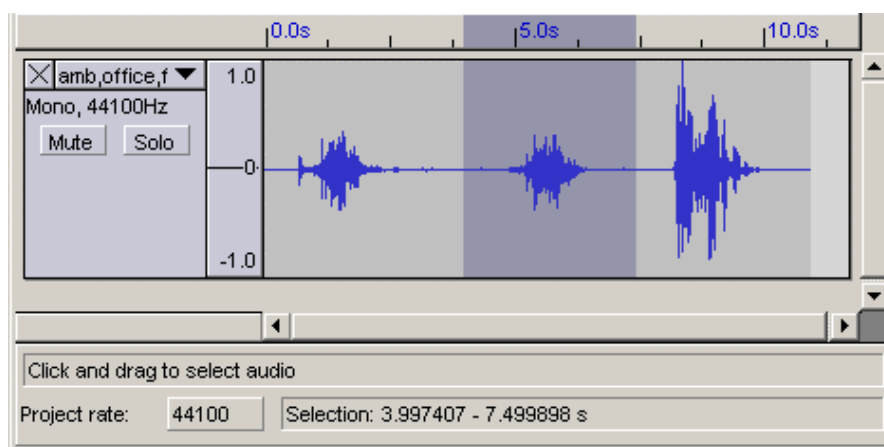 0.0s 5.0s 10.0s
amb,office,f 1.0
Mono, 44100Hz
Mute Solo
0
-1.0
Click and drag to select audio
Project rate: 44100 Selection: 3.997407 - 7.499898 s